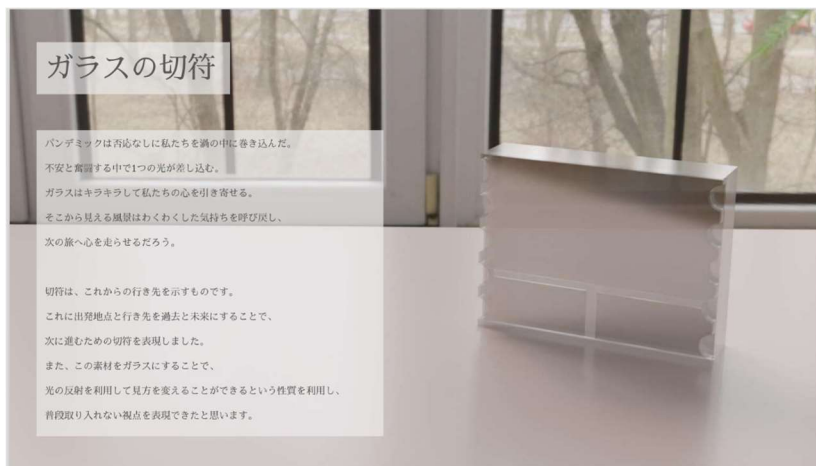 ガラスの切符
パンデミックは否応なしに私たちを渦の中に巻き込んだ。
不安と奮闘する中で1つの光が差し込む。
ガラスはキラキラして私たちの心を引き寄せる。
そこから見える風景はわくわくした気持ちを呼び戻し、
次の旅へ心を走らせるだろう。
切符は、これからの行き先を示すものです。
これに出発地点と行き先を過去と未来にすることで、
次に進むための切符を表現しました。
また、この素材をガラスにすることで、
光の反射を利用して見方を変えることができるという性質を利用し、
普段取り入れない視点を表現できたと思います。